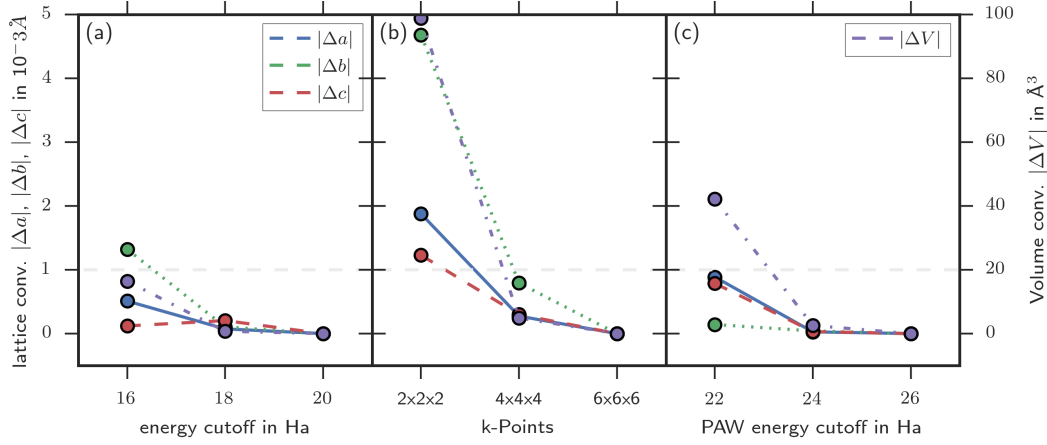 lattice conv. |Δa|, |Δb|, |Δc| in 10⁻3Å
5
4
3
2
1
0
(a)
|Δa|
|Δb|
|Δc|
16 18 20
energy cutoff in Ha
(b)
2x2x2 4x4x4 6x6x6
k-Points
(c)
|ΔV|
22 24 26
PAW energy cutoff in Ha
100
80
60
40
20
0
Volume conv. |ΔV| in Å³